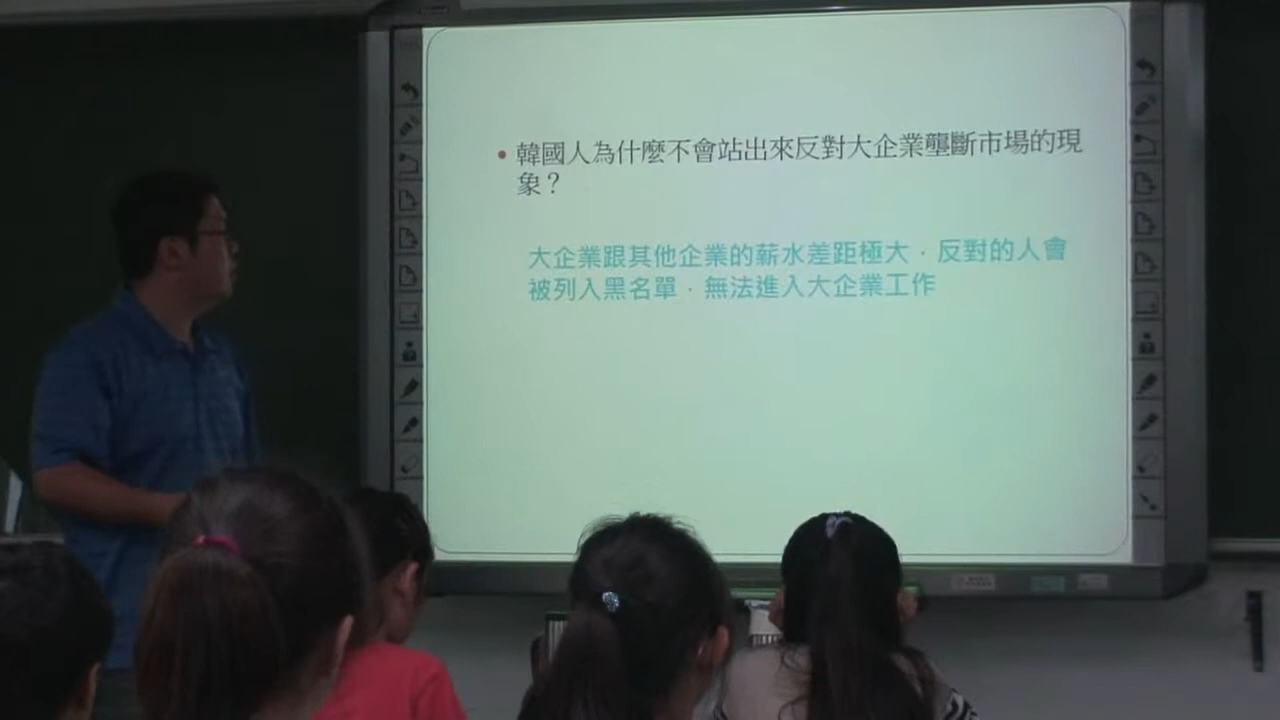 • 韓國人為什麼不會站出來反對大企業壟斷市場的現
象？
大企業跟其他企業的薪水差距極大，反對的人會
被列入黑名單，無法進入大企業工作